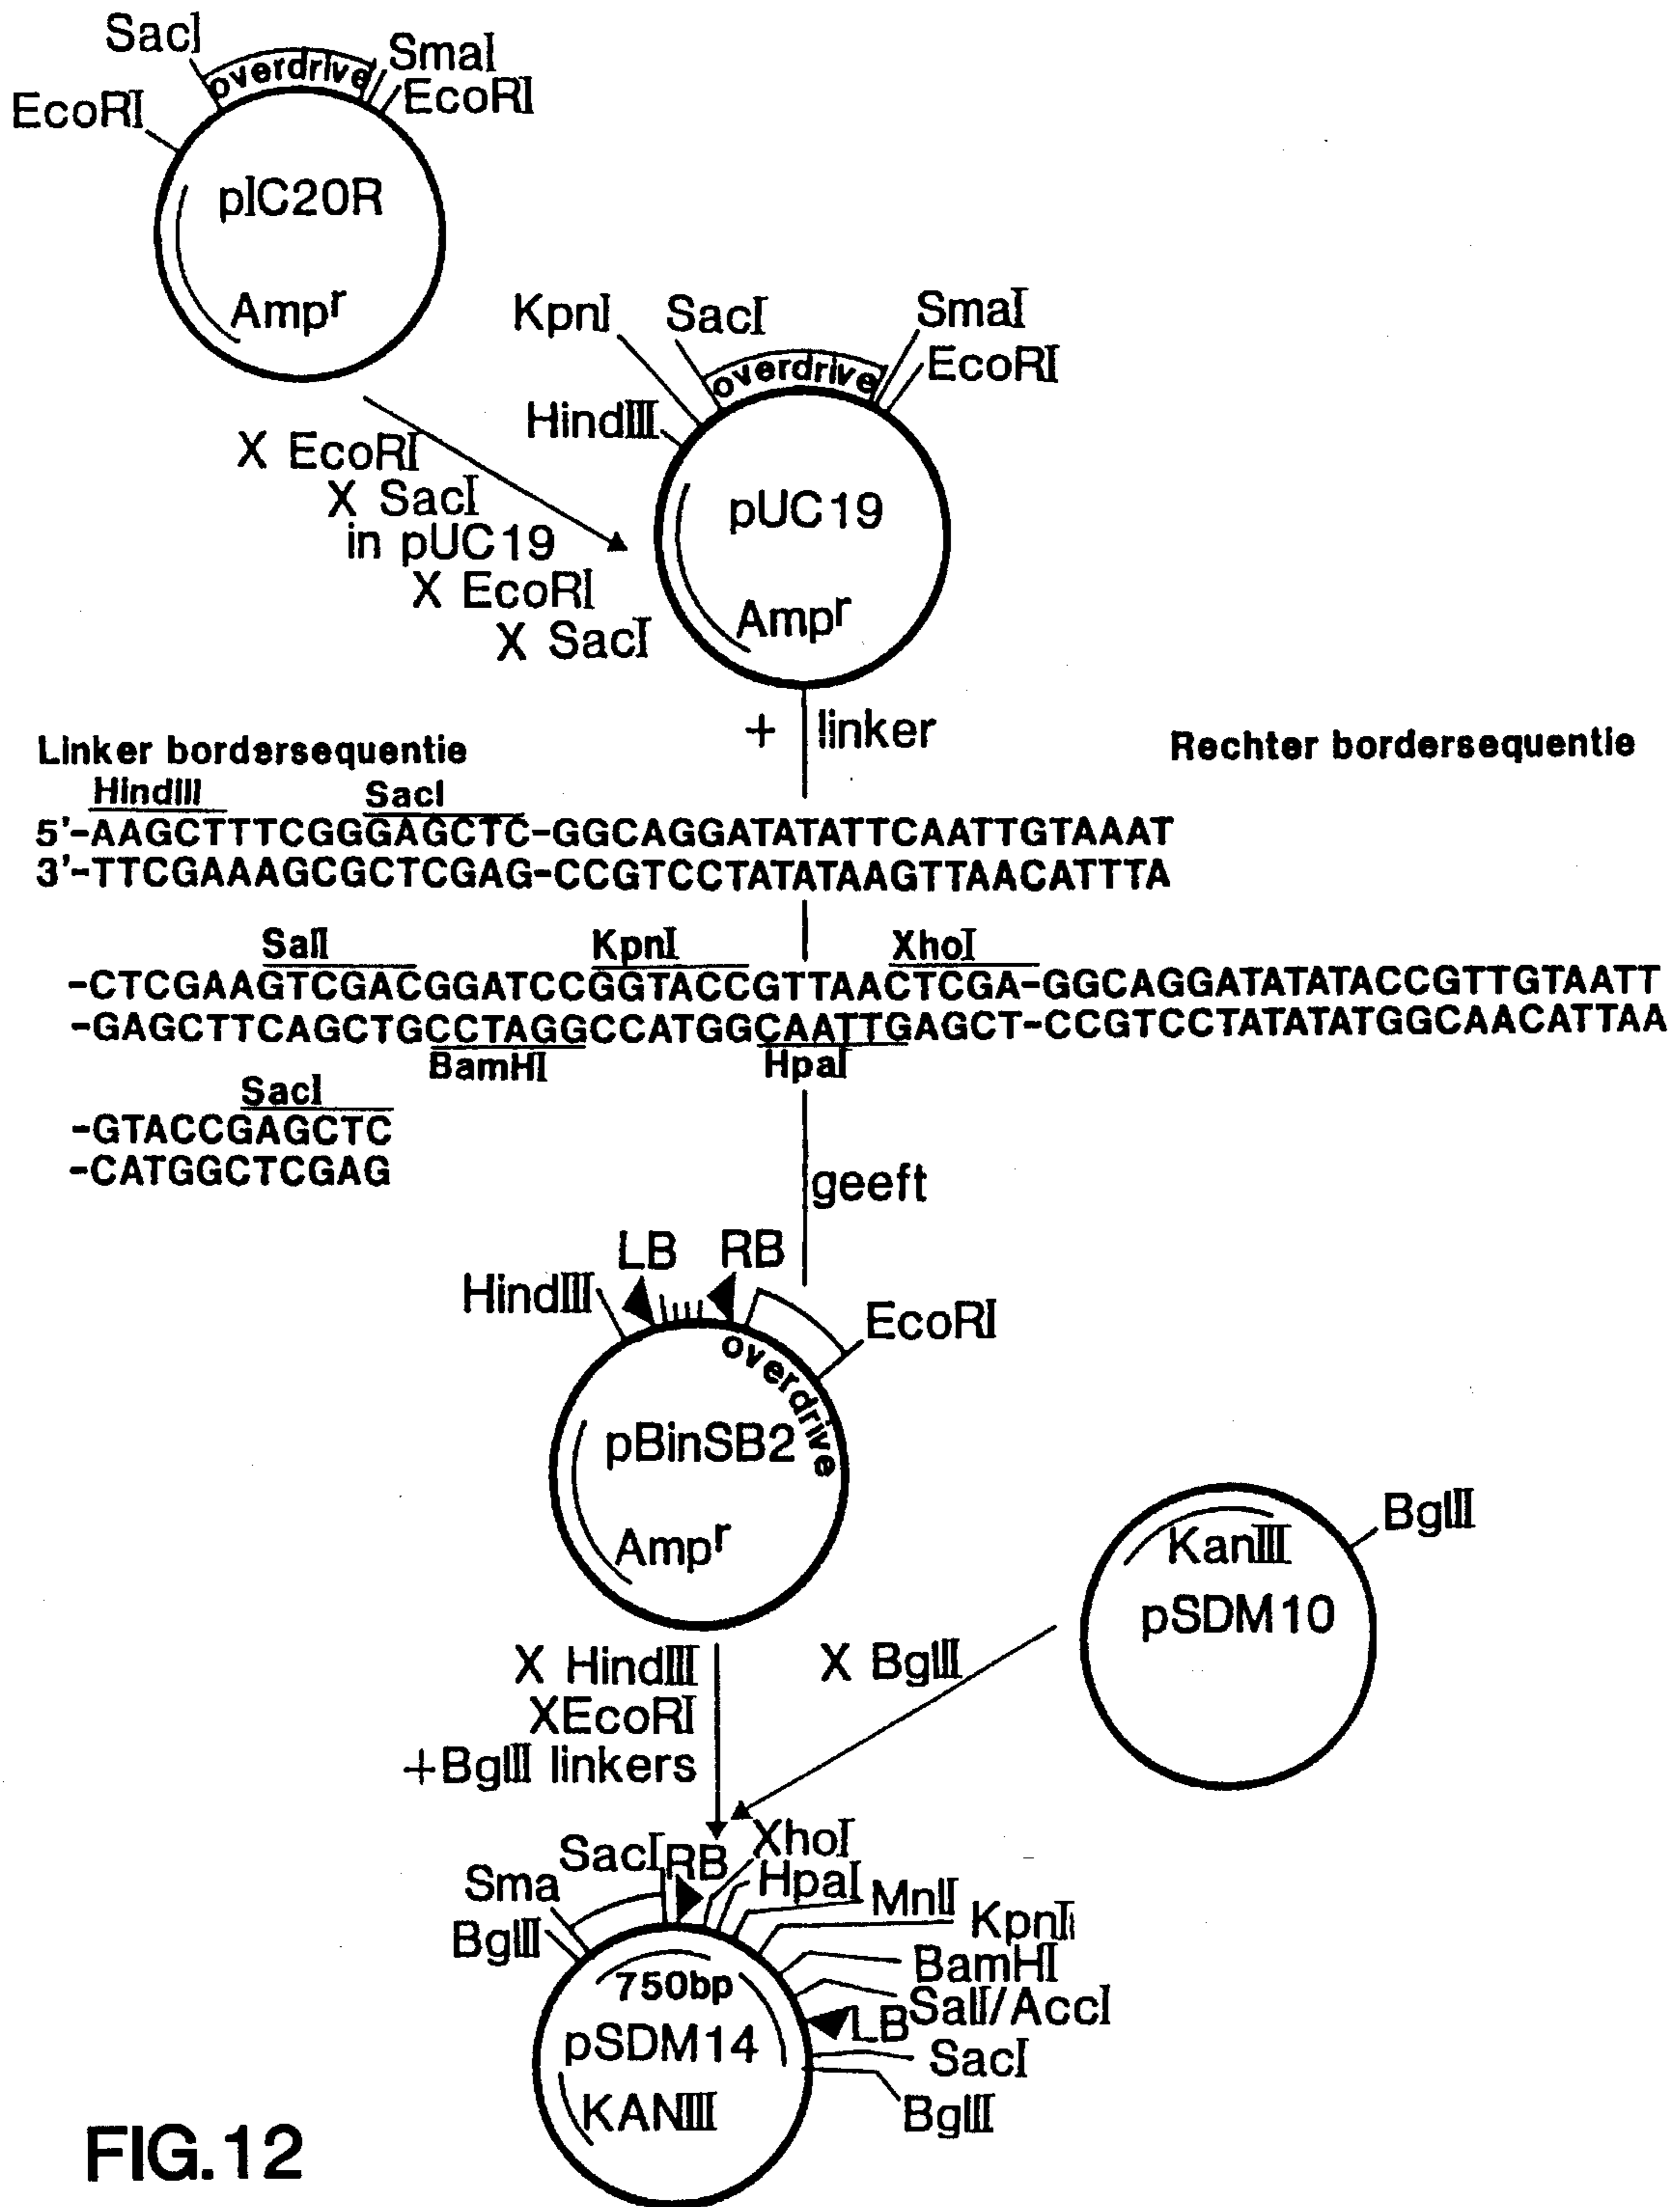 SacI
overdrive
SmaI
EcoRI
EcoRI
pIC20R
Ampr
KpnI
SacI
SmaI
overdrive
EcoRI
HindIII
X EcoRI
X SacI
in pUC19
X EcoRI
X SacI
pUC19
Ampr
+ linker
Linker bordersequentie
Rechter bordersequentie
HindIII SacI
5'-AAGCTTTCGGGAGCTC-GGCAGGATATATTCAATTGTAAAT
3'-TTCGAAAGCGCTCGAG-CCGTCCTATATAAGTTAACATTTA
SalI KpnI XhoI
-CTCGAAGTCGACGGATCCGGTACCGTTAACTCGA-GGCAGGATATATACCGTTGTAATT
-GAGCTTCAGCTGCCTAGGCCATGGCAATTGAGCT-CCGTCCTATATATGGCAACATTAA
BamHI HpaI
SacI
-GTACCGAGCTC
-CATGGCTCGAG
geeft
LB RB
HindIII
EcoRI
overdrive
pBinSB2
Ampr
KanIII
BglII
pSDM10
X HindIII
XEcoRI
+BglII linkers
X BglII
SacI RB XhoI
Sma
HpaI
MnlI
KpnI
BglII
BamHI
750bp
SalI/AccI
LB
pSDM14
SacI
KANIII
BglII
FIG.12